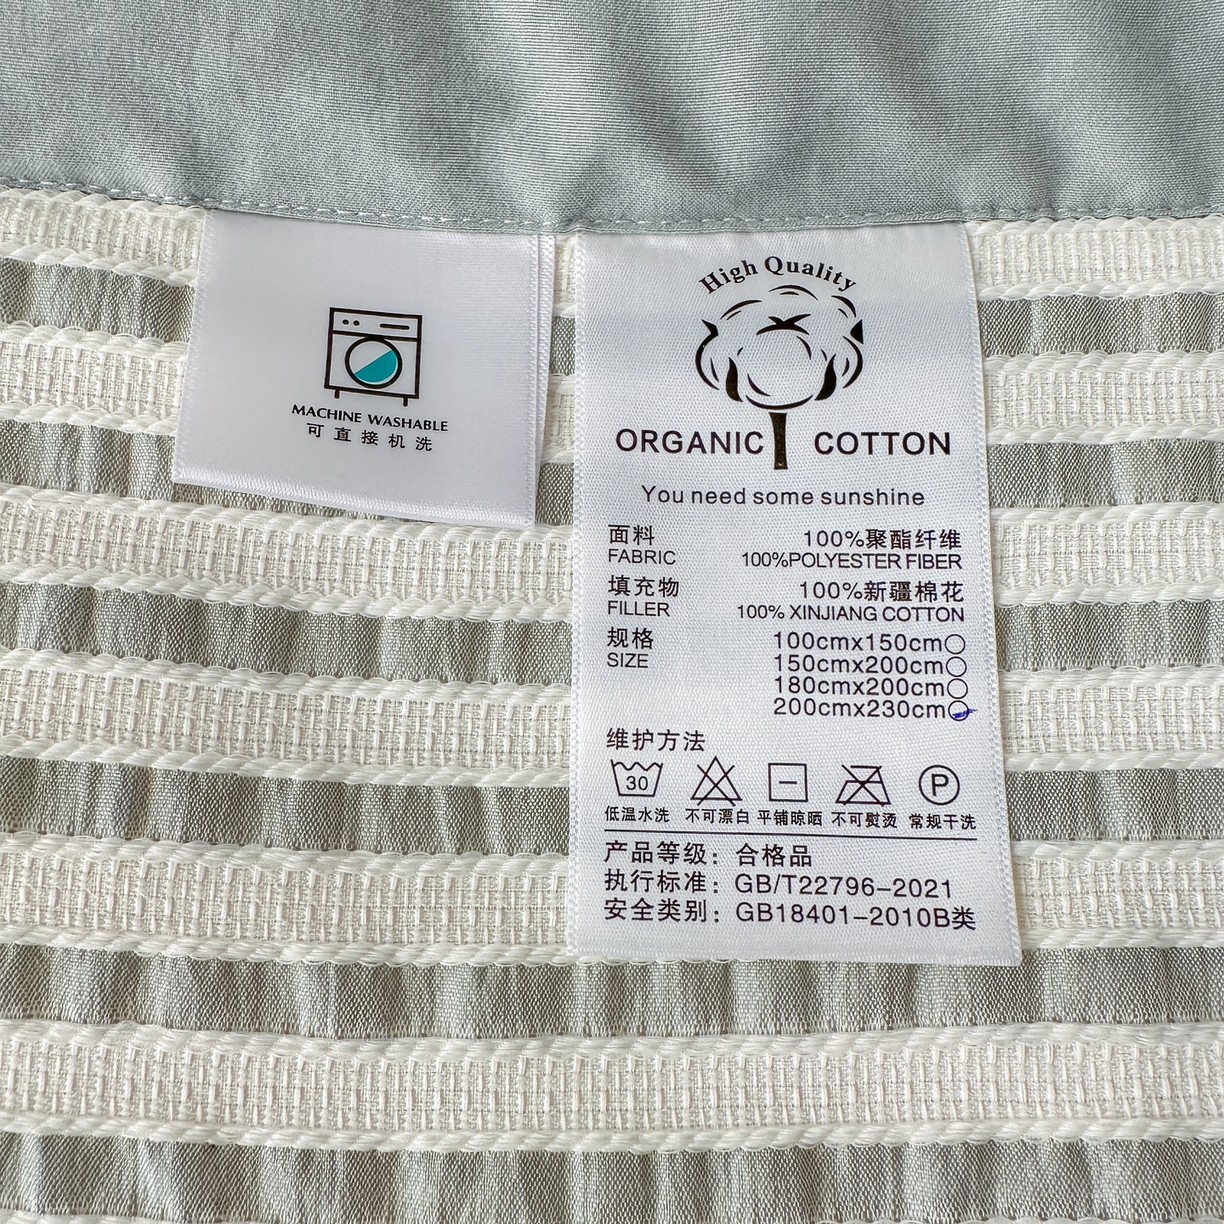 MACHINE WASHABLE
可直接机洗
High Quality
ORGANIC COTTON
You need some sunshine
面料 100%聚酯纤维
FABRIC 100%POLYESTER FIBER
填充物 100%新疆棉花
FILLER 100% XINJIANG COTTON
规格 100cmx150cm
SIZE 150cmx200cm
180cmx200cm
200cmx230cm
维护方法
30 P
低温水洗 不可漂白 平铺晾晒 不可熨烫 常规干洗
产品等级：合格品
执行标准：GB/T22796-2021
安全类别：GB18401-2010B类